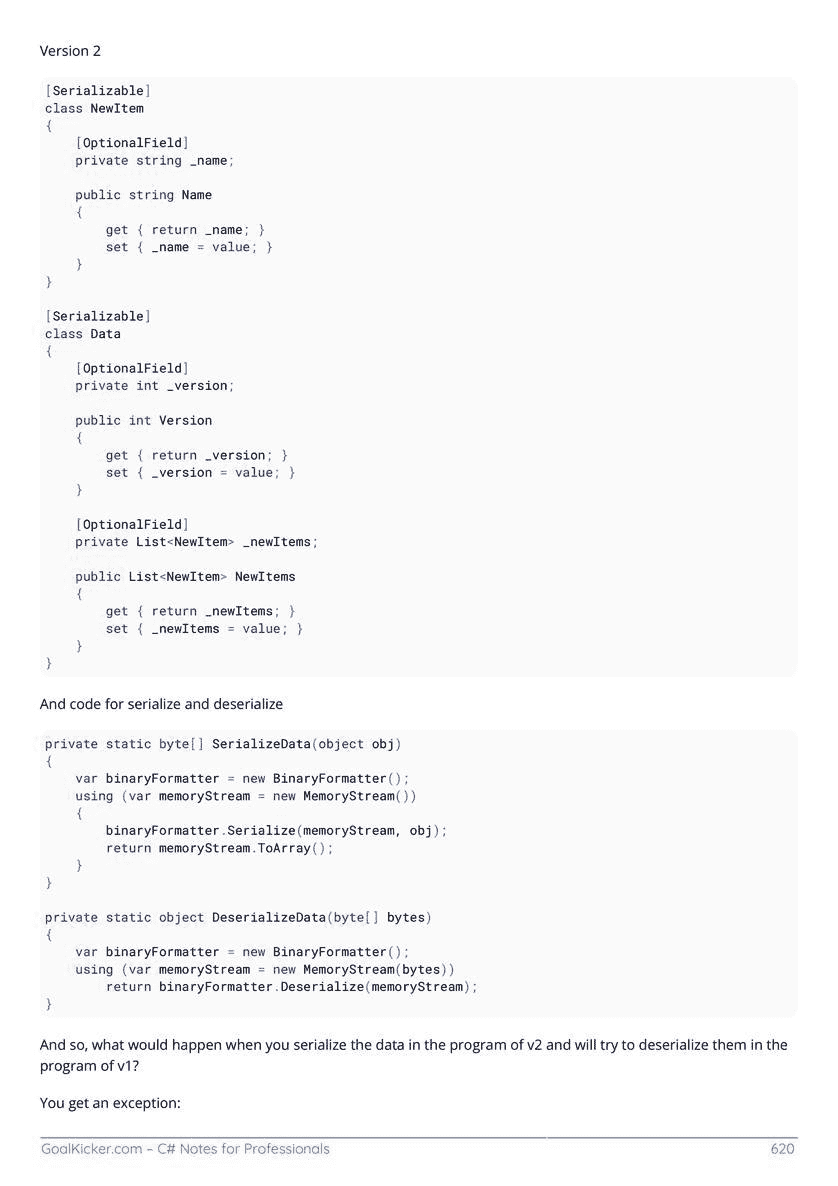 Version 2
[Serializable]
class NewItem
{
    [OptionalField]
    private string _name;

    public string Name
    {
        get { return _name; }
        set { _name = value; }
    }
}

[Serializable]
class Data
{
    [OptionalField]
    private int _version;

    public int Version
    {
        get { return _version; }
        set { _version = value; }
    }

    [OptionalField]
    private List<NewItem> _newItems;

    public List<NewItem> NewItems
    {
        get { return _newItems; }
        set { _newItems = value; }
    }
}
And code for serialize and deserialize
private static byte[] SerializeData(object obj)
{
    var binaryFormatter = new BinaryFormatter();
    using (var memoryStream = new MemoryStream())
    {
        binaryFormatter.Serialize(memoryStream, obj);
        return memoryStream.ToArray();
    }
}

private static object DeserializeData(byte[] bytes)
{
    var binaryFormatter = new BinaryFormatter();
    using (var memoryStream = new MemoryStream(bytes))
        return binaryFormatter.Deserialize(memoryStream);
}
And so, what would happen when you serialize the data in the program of v2 and will try to deserialize them in the
program of v1?
You get an exception:
GoalKicker.com – C# Notes for Professionals 620